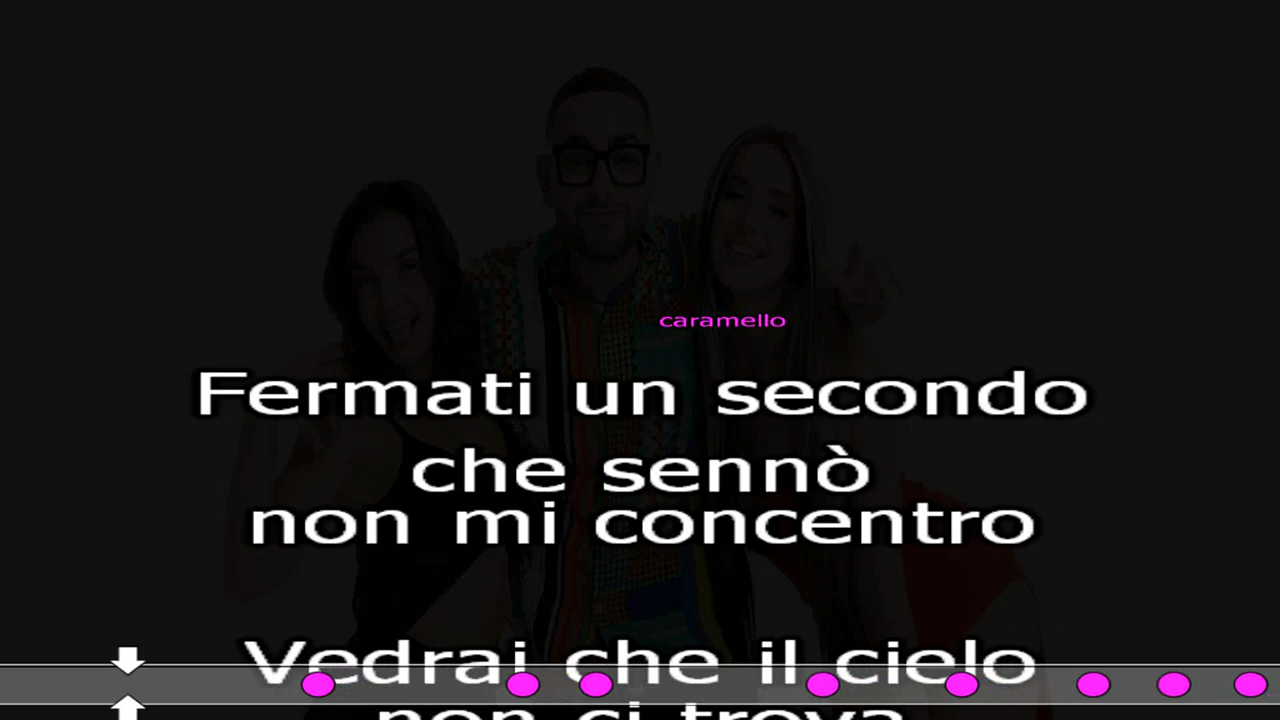 caramello
Fermati un secondo
che sennò
non mi concentro
Vedrai che il cielo
non ci trova